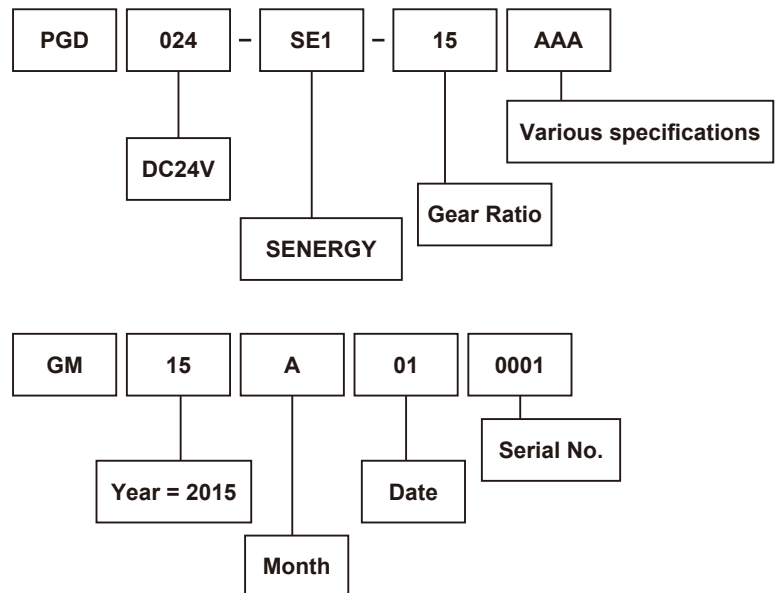 PGD 024 – SE1 – 15 AAA
Various specifications
DC24V
Gear Ratio
SENERGY
GM 15 A 01 0001
Serial No.
Year = 2015
Date
Month